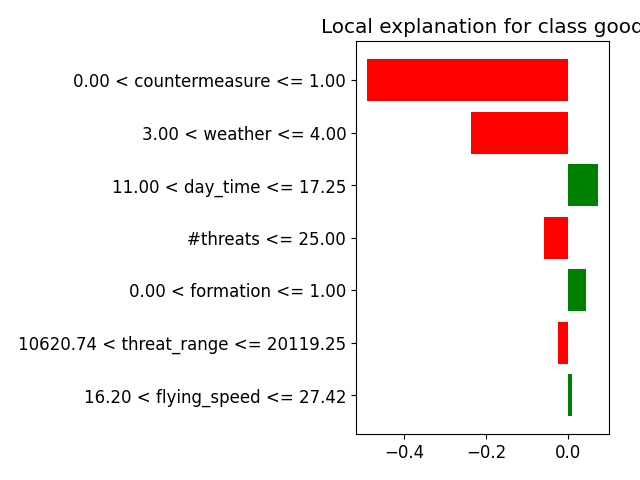 Local explanation for class good
0.00 < countermeasure <= 1.00
3.00 < weather <= 4.00
11.00 < day_time <= 17.25
#threats <= 25.00
0.00 < formation <= 1.00
10620.74 < threat_range <= 20119.25
16.20 < flying_speed <= 27.42
−0.4 −0.2 0.0